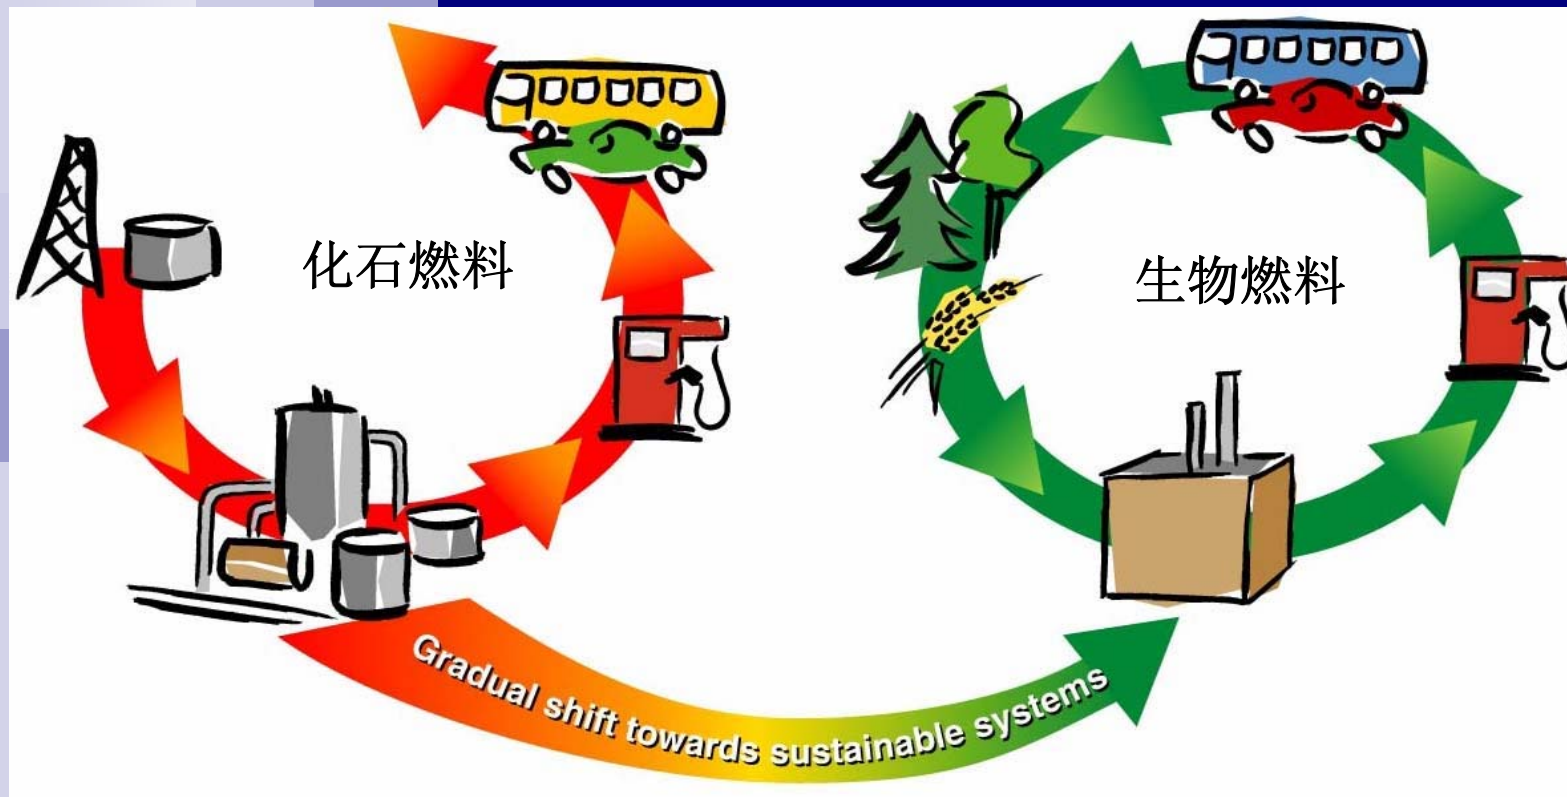 化石燃料
生物燃料
Gradual shift towards sustainable systems